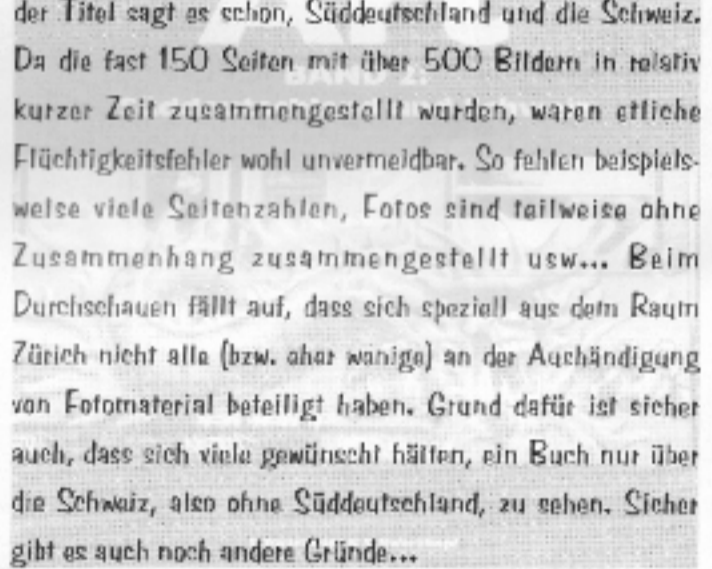 der Titel sagt es schon, Süddeutschland und die Schweiz.
Da die fast 150 Seiten mit über 500 Bildern in relativ
kurzer Zeit zusammengestellt wurden, waren etliche
Flüchtigkeitsfehler wohl unvermeidbar. So fehlen beispiels-
weise viele Seitenzahlen, Fotos sind teilweise ohne
Zusammenhang zusammengestellt usw... Beim
Durchschauen fällt auf, dass sich speziell aus dem Raum
Zürich nicht alle (bzw. eher wenige) an der Aushändigung
von Fotomaterial beteiligt haben. Grund dafür ist sicher
auch, dass sich viele gewünscht hätten, ein Buch nur über
die Schweiz, also ohne Süddeutschland, zu sehen. Sicher
gibt es auch noch andere Gründe...